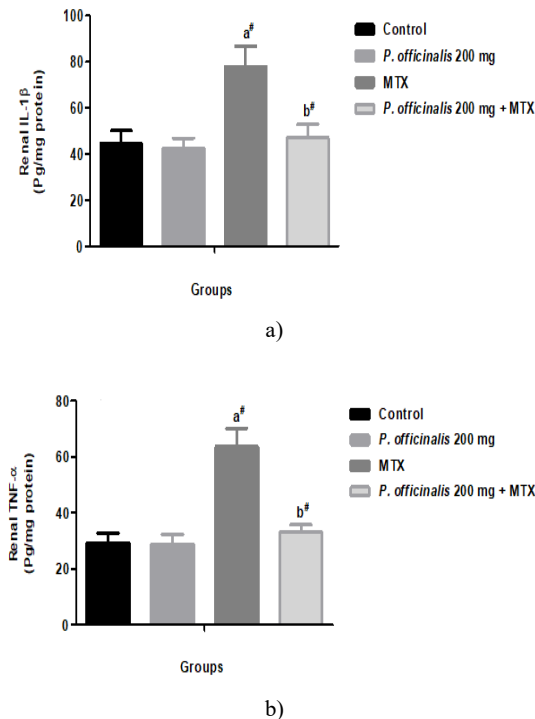 100
80
60
40
20
0
Renal IL-1β
(Pg/mg protein)
a#
b#
Groups
Control
P. officinalis 200 mg
MTX
P. officinalis 200 mg + MTX
a)
80
60
40
20
0
Renal TNF-α
(Pg/mg protein)
a#
b#
Groups
Control
P. officinalis 200 mg
MTX
P. officinalis 200 mg + MTX
b)